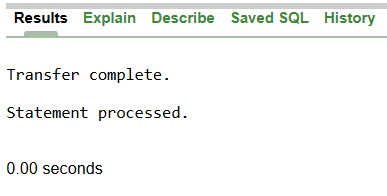 Results Explain Describe Saved SQL History
Transfer complete.
Statement processed.
0.00 seconds